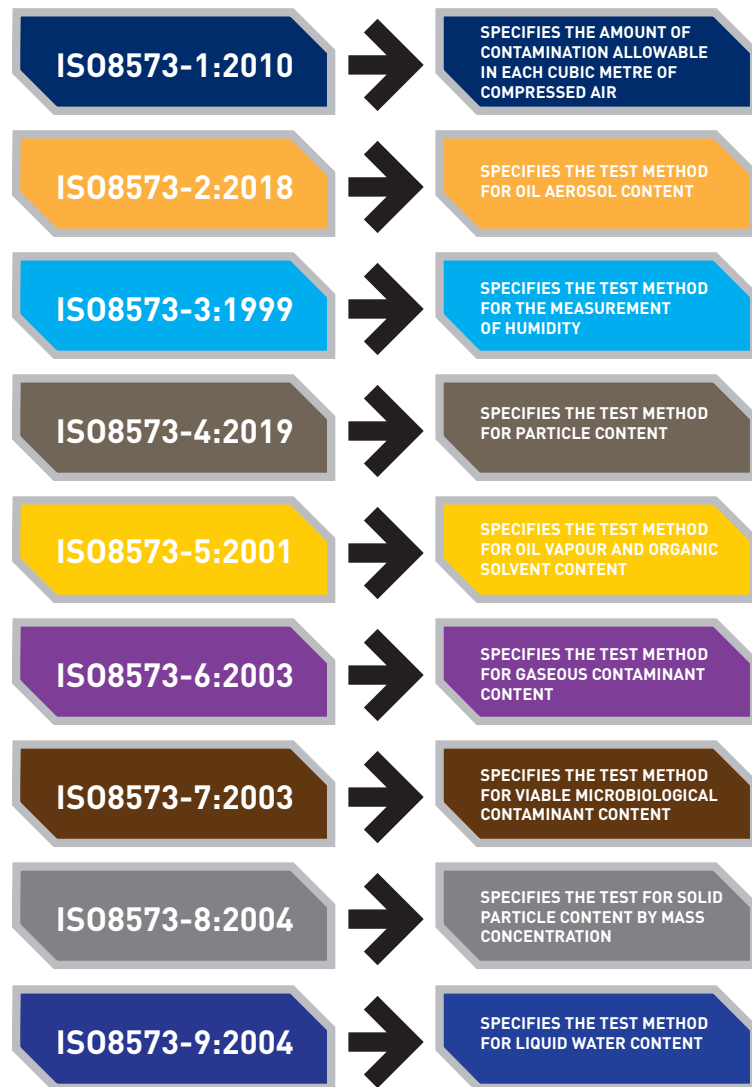 ISO8573-1:2010
SPECIFIES THE AMOUNT OF
CONTAMINATION ALLOWABLE
IN EACH CUBIC METRE OF
COMPRESSED AIR
ISO8573-2:2018
SPECIFIES THE TEST METHOD
FOR OIL AEROSOL CONTENT
ISO8573-3:1999
SPECIFIES THE TEST METHOD
FOR THE MEASUREMENT
OF HUMIDITY
ISO8573-4:2019
SPECIFIES THE TEST METHOD
FOR PARTICLE CONTENT
ISO8573-5:2001
SPECIFIES THE TEST METHOD
FOR OIL VAPOUR AND ORGANIC
SOLVENT CONTENT
ISO8573-6:2003
SPECIFIES THE TEST METHOD
FOR GASEOUS CONTAMINANT
CONTENT
ISO8573-7:2003
SPECIFIES THE TEST METHOD
FOR VIABLE MICROBIOLOGICAL
CONTAMINANT CONTENT
ISO8573-8:2004
SPECIFIES THE TEST FOR SOLID
PARTICLE CONTENT BY MASS
CONCENTRATION
ISO8573-9:2004
SPECIFIES THE TEST METHOD
FOR LIQUID WATER CONTENT